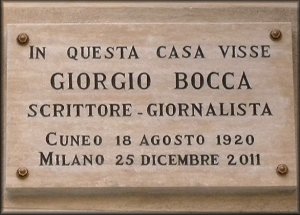 In questa casa visse
GIORGIO BOCCA
SCRITTORE - GIORNALISTA
Cuneo 18 agosto 1920
Milano 25 dicembre 2011